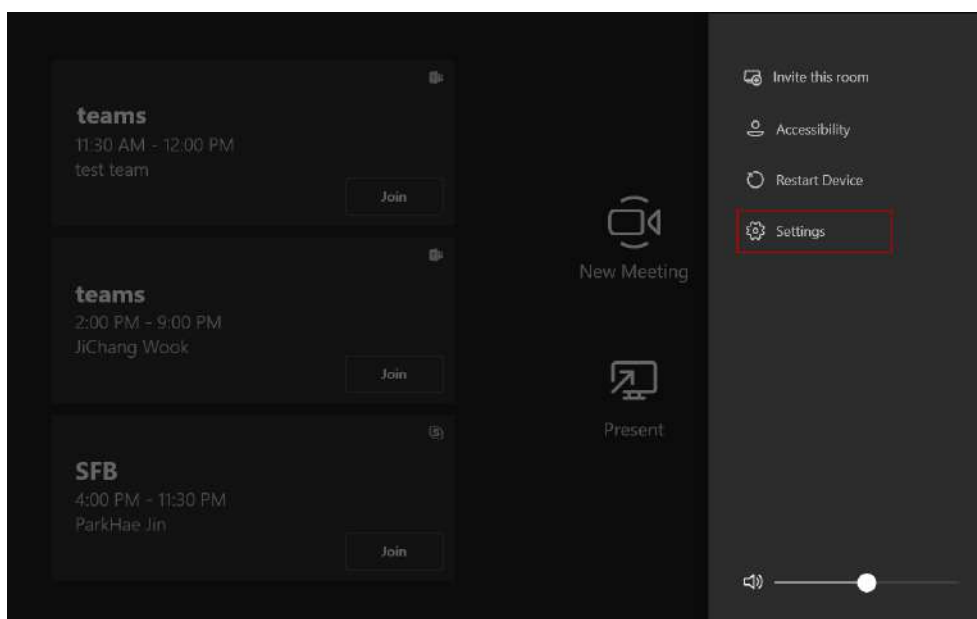 teams
11:30 AM - 12:00 PM
test team
Join
teams
2:00 PM - 9:00 PM
JiChang Wook
Join
SFB
4:00 PM - 11:30 PM
ParkHae Jin
Join
New Meeting
Present
Invite this room
Accessibility
Restart Device
Settings